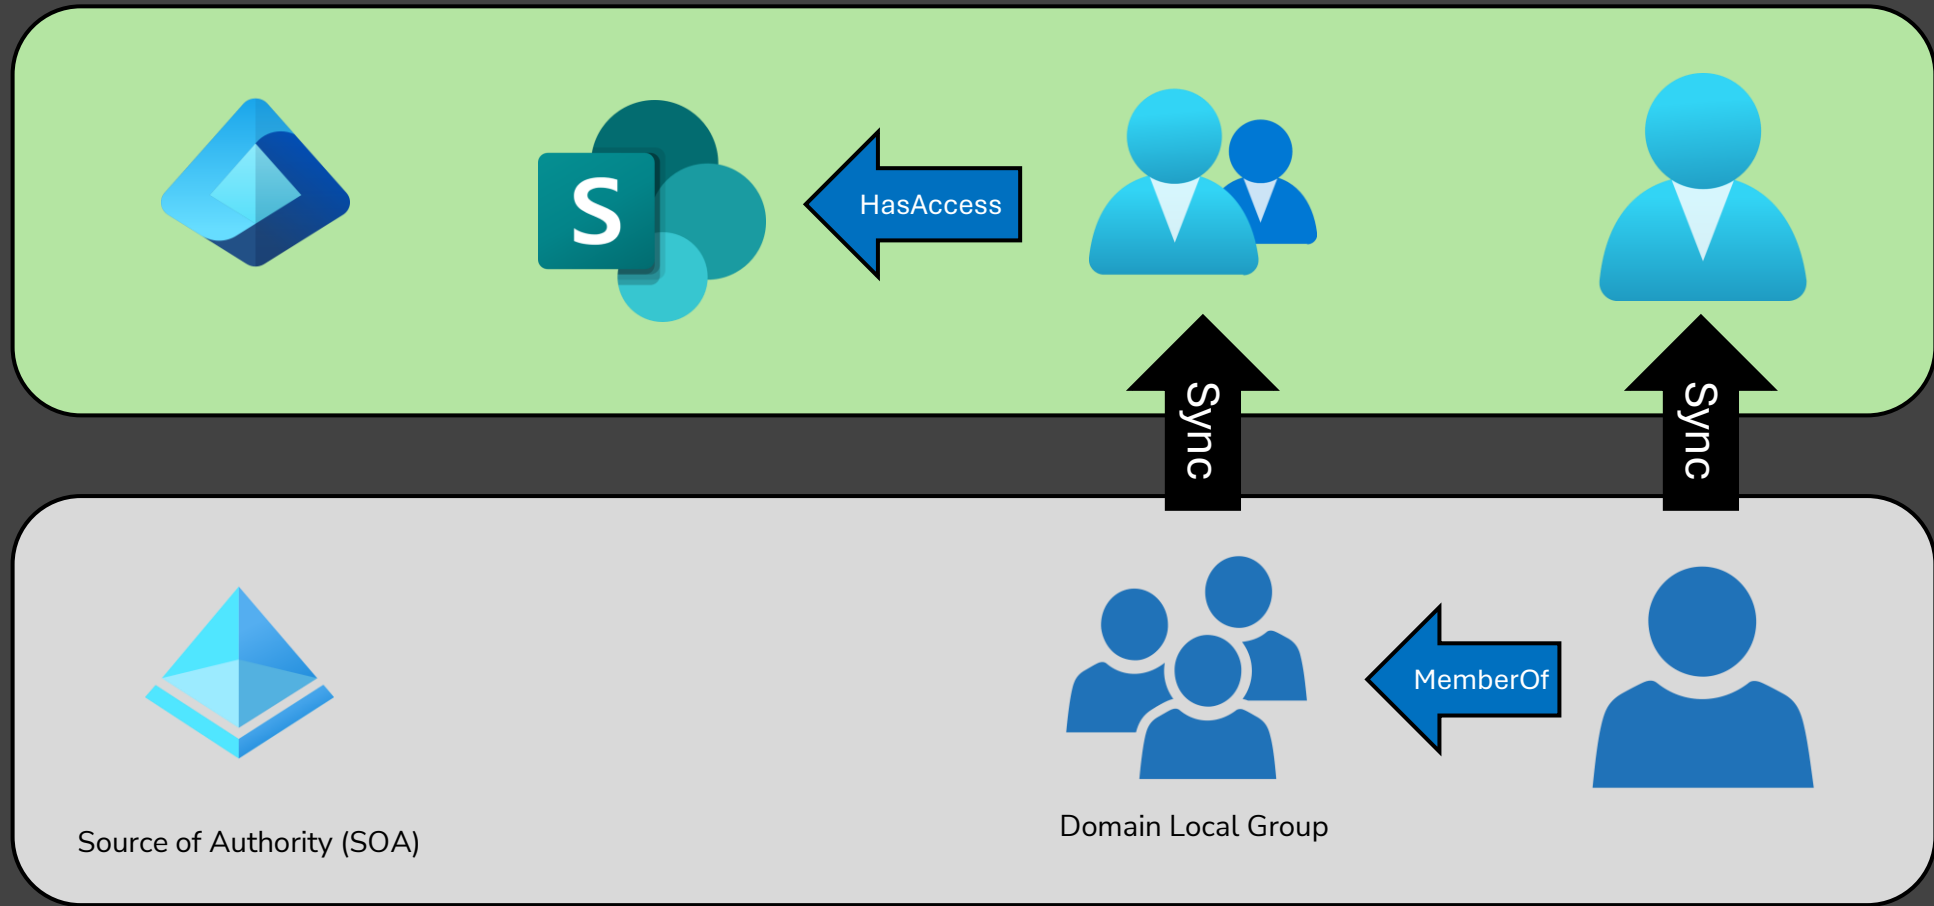 S
HasAccess
Sync
Sync
MemberOf
Domain Local Group
Source of Authority (SOA)